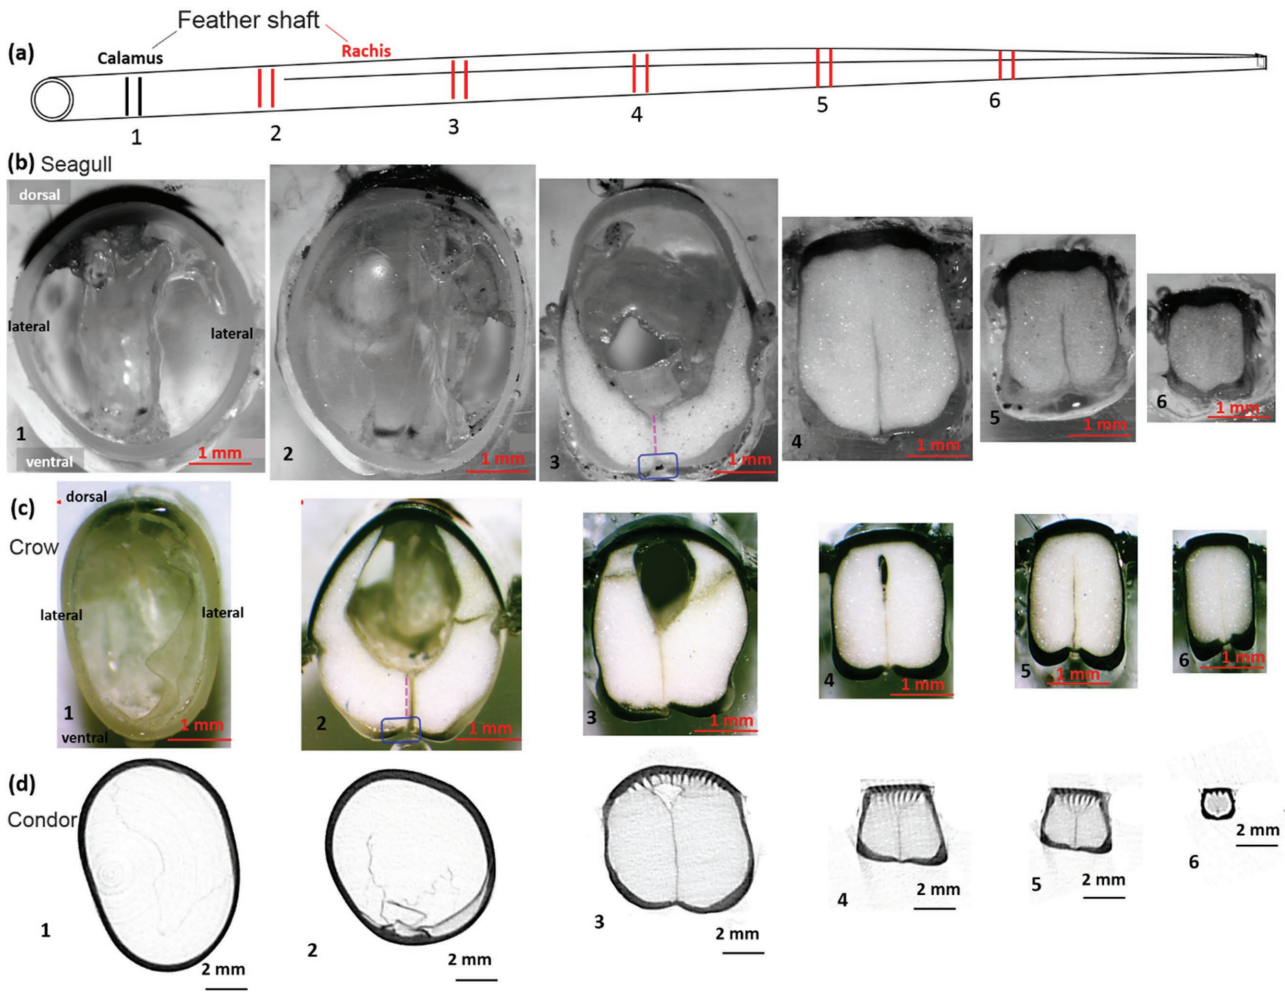 Feather shaft
(a)
Calamus
Rachis
1
2
3
4
5
6
(b) Seagull
dorsal
lateral
lateral
1
ventral
1 mm
2
1 mm
3
1 mm
4
1 mm
5
1 mm
6
1 mm
(c)
Crow
dorsal
lateral
lateral
1
ventral
1 mm
2
1 mm
3
1 mm
4
1 mm
5
1 mm
6
1 mm
(d)
Condor
1
2 mm
2
2 mm
3
2 mm
4
2 mm
5
2 mm
6
2 mm